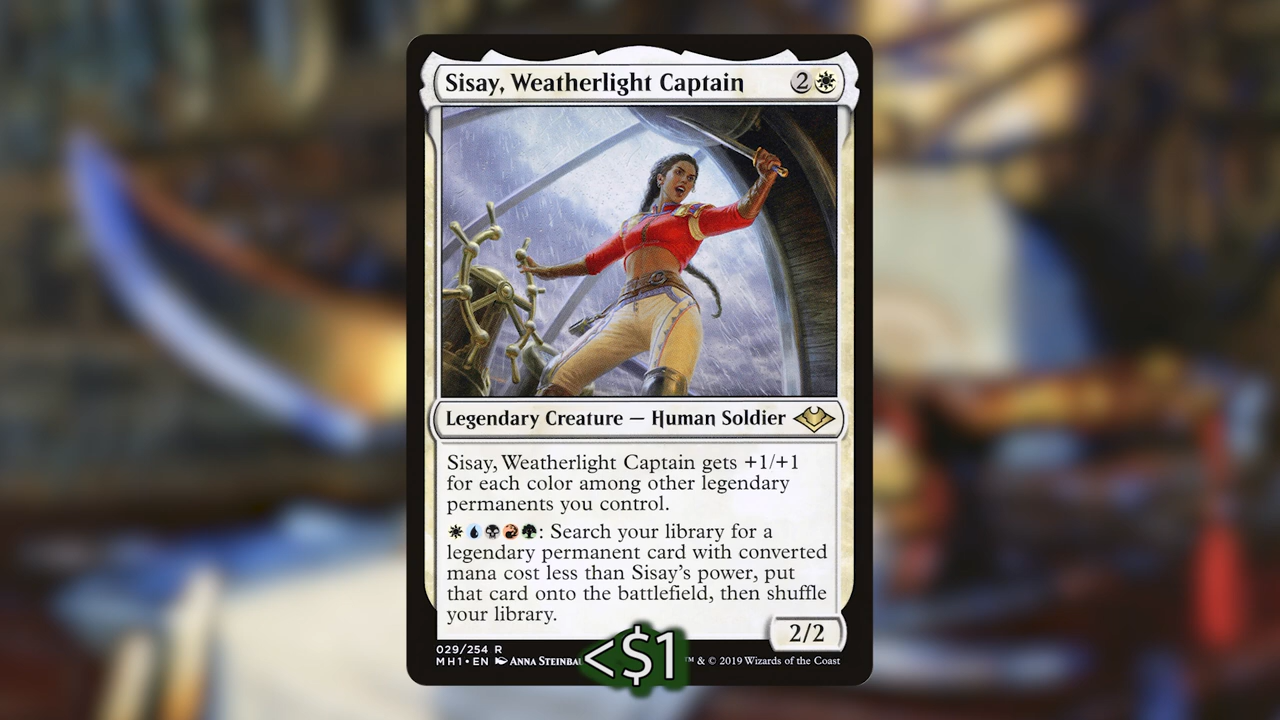 Sisay, Weatherlight Captain 2
Legendary Creature — Human Soldier
Sisay, Weatherlight Captain gets +1/+1
for each color among other legendary
permanents you control.
: Search your library for a
legendary permanent card with converted
mana cost less than Sisay's power, put
that card onto the battlefield, then shuffle
your library.
2/2
029/254 R
MH1 • EN ANNA ™ & © 2019 Wizards of the Coast
<$1